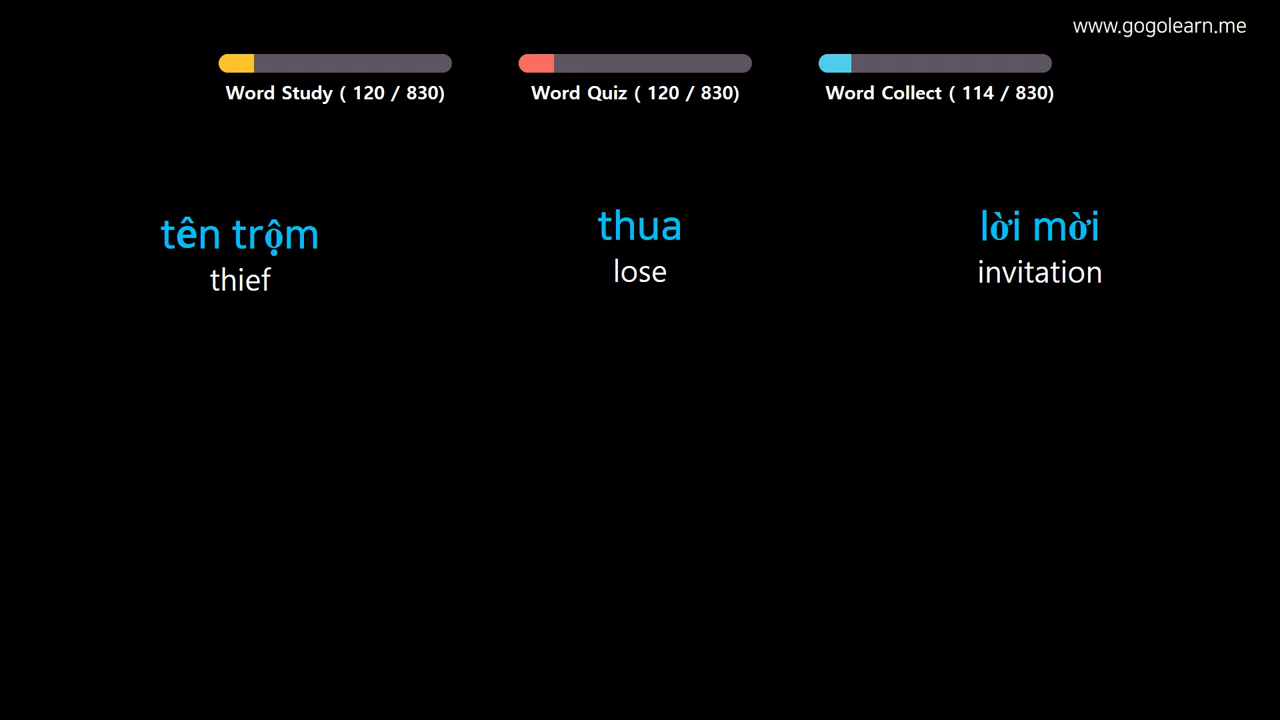 www.gogolearn.me
Word Study ( 120 / 830)
Word Quiz ( 120 / 830)
Word Collect ( 114 / 830)
tên trộm
thief
thua
lose
lời mời
invitation